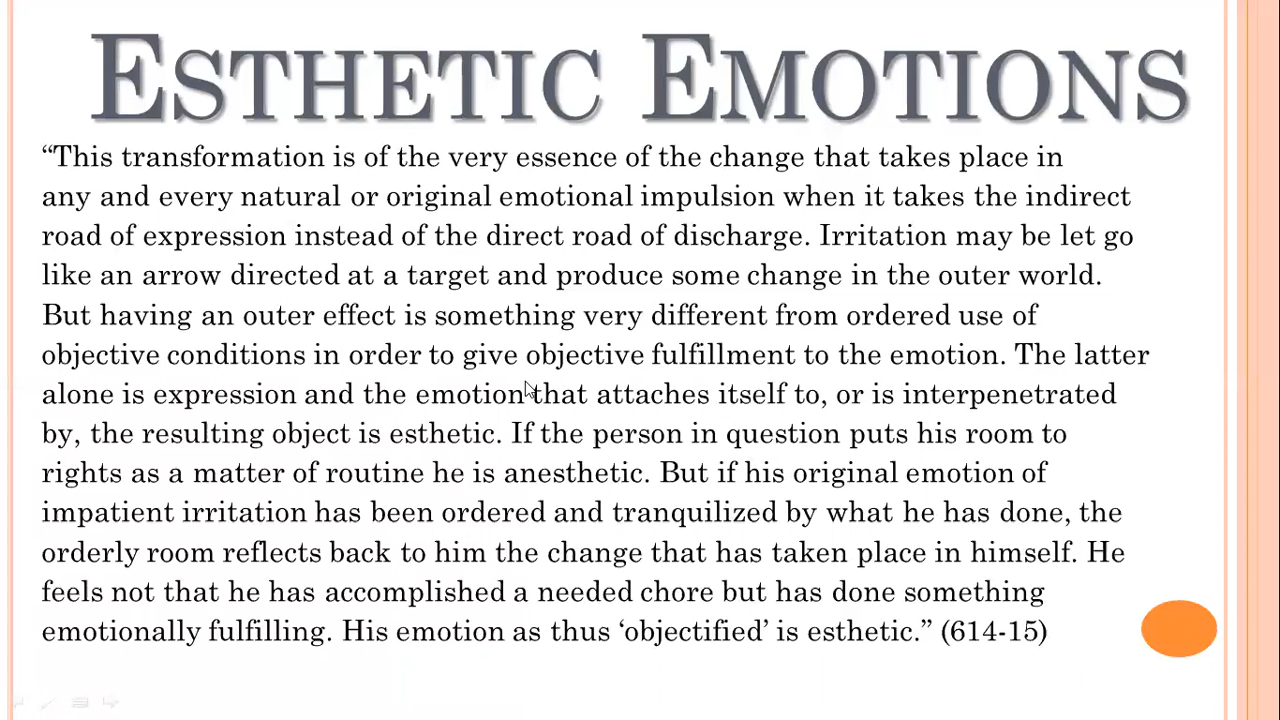 ESTHETIC EMOTIONS
“This transformation is of the very essence of the change that takes place in
any and every natural or original emotional impulsion when it takes the indirect
road of expression instead of the direct road of discharge. Irritation may be let go
like an arrow directed at a target and produce some change in the outer world.
But having an outer effect is something very different from ordered use of
objective conditions in order to give objective fulfillment to the emotion. The latter
alone is expression and the emotion that attaches itself to, or is interpenetrated
by, the resulting object is esthetic. If the person in question puts his room to
rights as a matter of routine he is anesthetic. But if his original emotion of
impatient irritation has been ordered and tranquilized by what he has done, the
orderly room reflects back to him the change that has taken place in himself. He
feels not that he has accomplished a needed chore but has done something
emotionally fulfilling. His emotion as thus ‘objectified’ is esthetic.” (614-15)